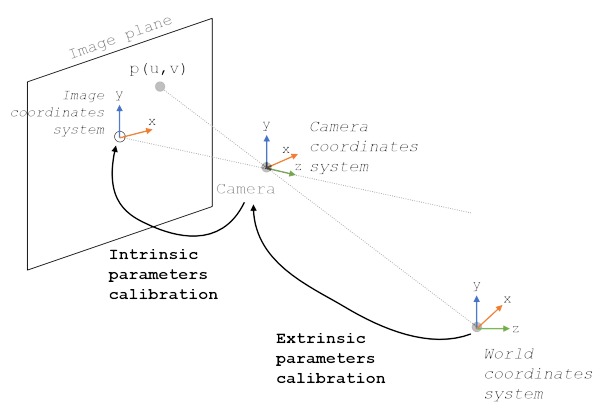 Image plane
p(u,v)
Image
coordinates
system
y
x
y
x
z
Camera
coordinates
system
Camera
Intrinsic
parameters
calibration
Extrinsic
parameters
calibration
y
x
z
World
coordinates
system